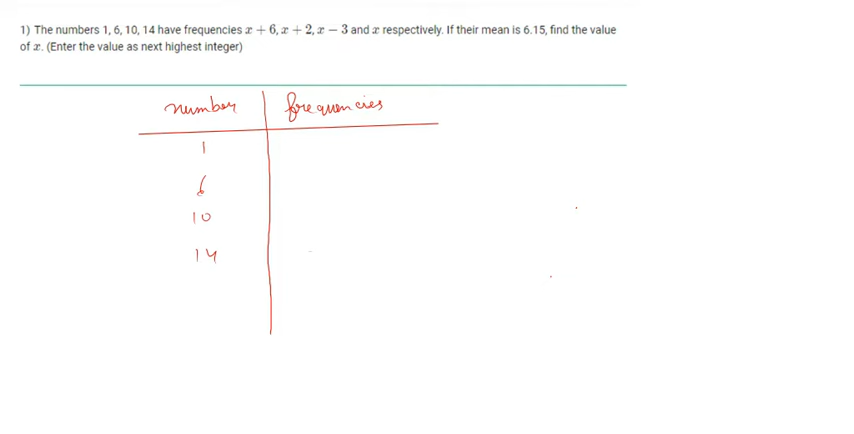 1) The numbers 1, 6, 10, 14 have frequencies x + 6, x + 2, x − 3 and x respectively. If their mean is 6.15, find the value
of x. (Enter the value as next highest integer)
number frequencies
1
6
10
14